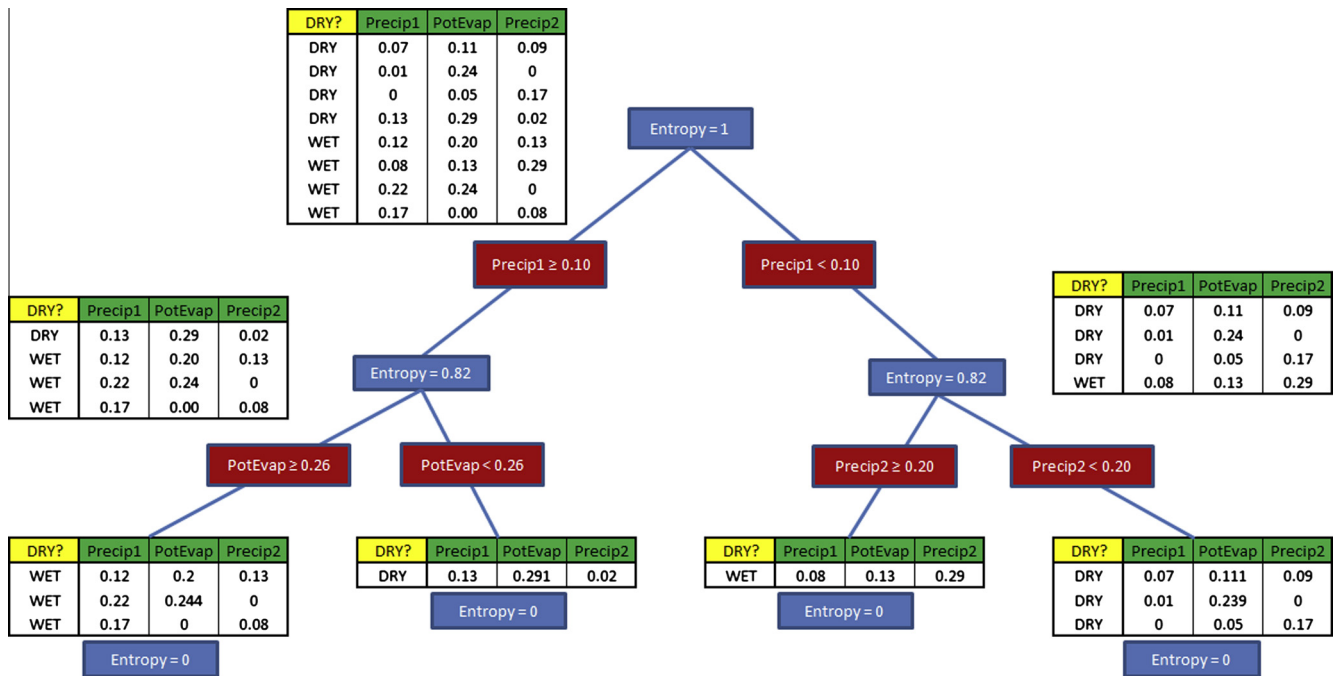 DRY? Precip1 PotEvap Precip2
DRY 0.07 0.11 0.09
DRY 0.01 0.24 0
DRY 0 0.05 0.17
DRY 0.13 0.29 0.02
WET 0.12 0.20 0.13
WET 0.08 0.13 0.29
WET 0.22 0.24 0
WET 0.17 0.00 0.08
Entropy = 1
Precip1 ≥ 0.10
Precip1 < 0.10
DRY? Precip1 PotEvap Precip2
DRY 0.13 0.29 0.02
WET 0.12 0.20 0.13
WET 0.22 0.24 0
WET 0.17 0.00 0.08
Entropy = 0.82
Entropy = 0.82
DRY? Precip1 PotEvap Precip2
DRY 0.07 0.11 0.09
DRY 0.01 0.24 0
DRY 0 0.05 0.17
WET 0.08 0.13 0.29
PotEvap ≥ 0.26
PotEvap < 0.26
Precip2 ≥ 0.20
Precip2 < 0.20
DRY? Precip1 PotEvap Precip2
WET 0.12 0.2 0.13
WET 0.22 0.244 0
WET 0.17 0 0.08
Entropy = 0
DRY? Precip1 PotEvap Precip2
DRY 0.13 0.291 0.02
Entropy = 0
DRY? Precip1 PotEvap Precip2
WET 0.08 0.13 0.29
Entropy = 0
DRY? Precip1 PotEvap Precip2
DRY 0.07 0.111 0.09
DRY 0.01 0.239 0
DRY 0 0.05 0.17
Entropy = 0